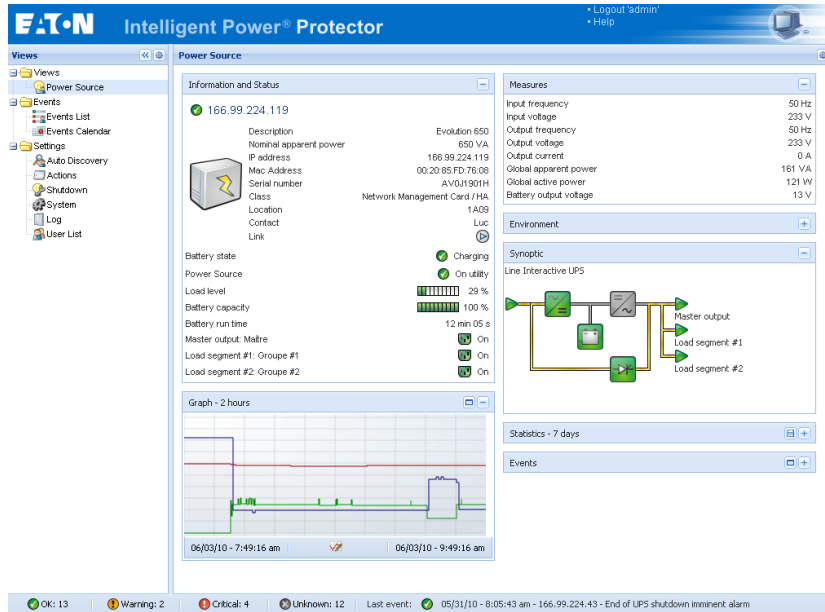 EATON Intelligent Power® Protector
• Logout 'admin'
• Help
Views
Views
Power Source
Events
Events List
Events Calendar
Settings
Auto Discovery
Actions
Shutdown
System
Log
User List
Power Source
Information and Status
166.99.224.119
Description Evolution 650
Nominal apparent power 650 VA
IP address 166.99.224.119
Mac Address 00:20:85:FD:76:08
Serial number AV0J1901H
Class Network Management Card / HA
Location 1A09
Contact Luc
Link
Battery state Charging
Power Source On utility
Load level 29 %
Battery capacity 100 %
Battery run time 12 min 05 s
Master output: Maître On
Load segment #1: Groupe #1 On
Load segment #2: Groupe #2 On
Graph - 2 hours
06/03/10 - 7:49:16 am 06/03/10 - 9:49:16 am
Measures
Input frequency 50 Hz
Input voltage 233 V
Output frequency 50 Hz
Output voltage 233 V
Output current 0 A
Global apparent power 161 VA
Global active power 121 W
Battery output voltage 13 V
Environment
Synoptic
Line Interactive UPS
Master output
Load segment #1
Load segment #2
Statistics - 7 days
Events
OK: 13 Warning: 2 Critical: 4 Unknown: 12 Last event: 05/31/10 - 8:05:43 am - 166.99.224.43 - End of UPS shutdown imminent alarm